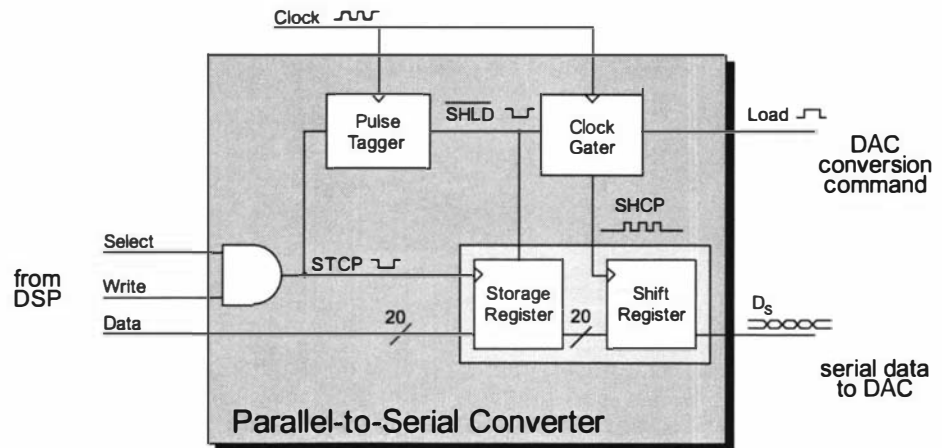 Clock
Pulse
Tagger
SHLD
Clock
Gater
Load
DAC
conversion
command
SHCP
from
DSP
Select
Write
Data
STCP
20
Storage
Register
20
Shift
Register
Ds
serial data
to DAC
Parallel-to-Serial Converter